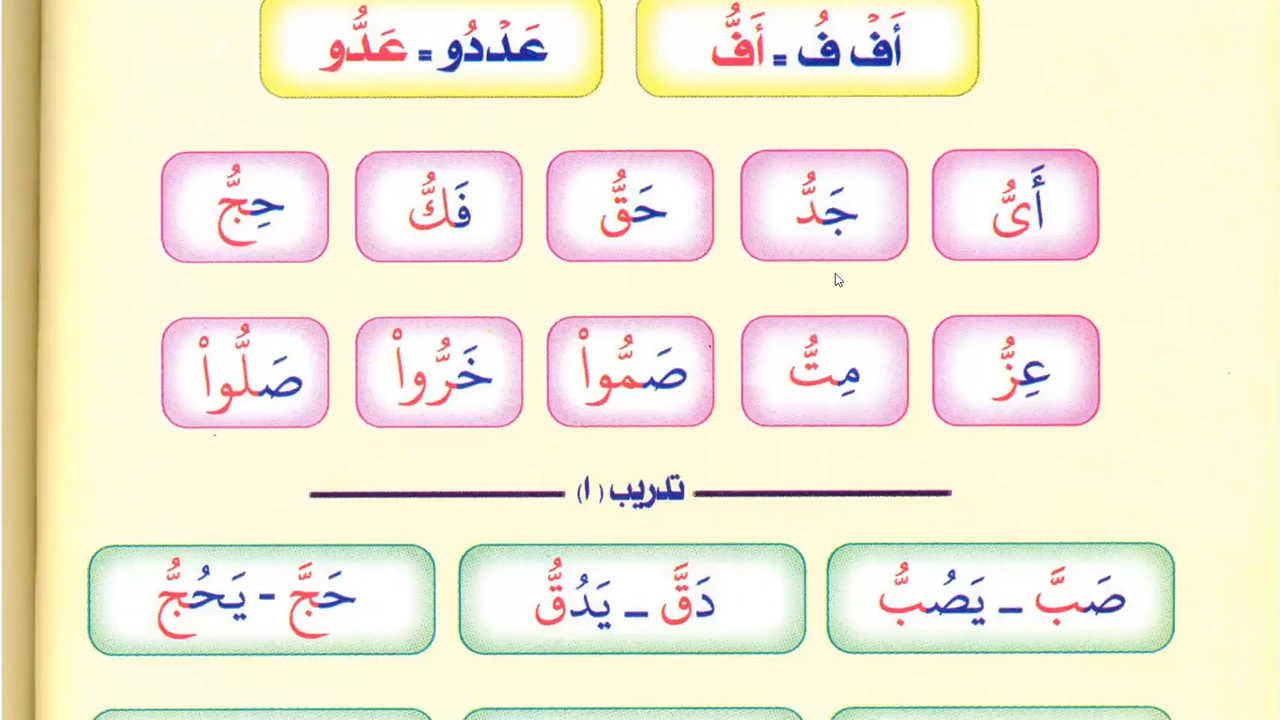 أَفْ فُ = أَفُّ عَدْدُو = عَدُّو
أَىُّ جَدُّ حَقُّ فَكُّ حِجُّ
عِزُّ مِتُّ صَمُّواْ خَرُّواْ صَلُّواْ
تدريب (١)
صَبَّ – يَصُبُّ دَقَّ – يَدُقُّ حَجَّ - يَحُجُّ